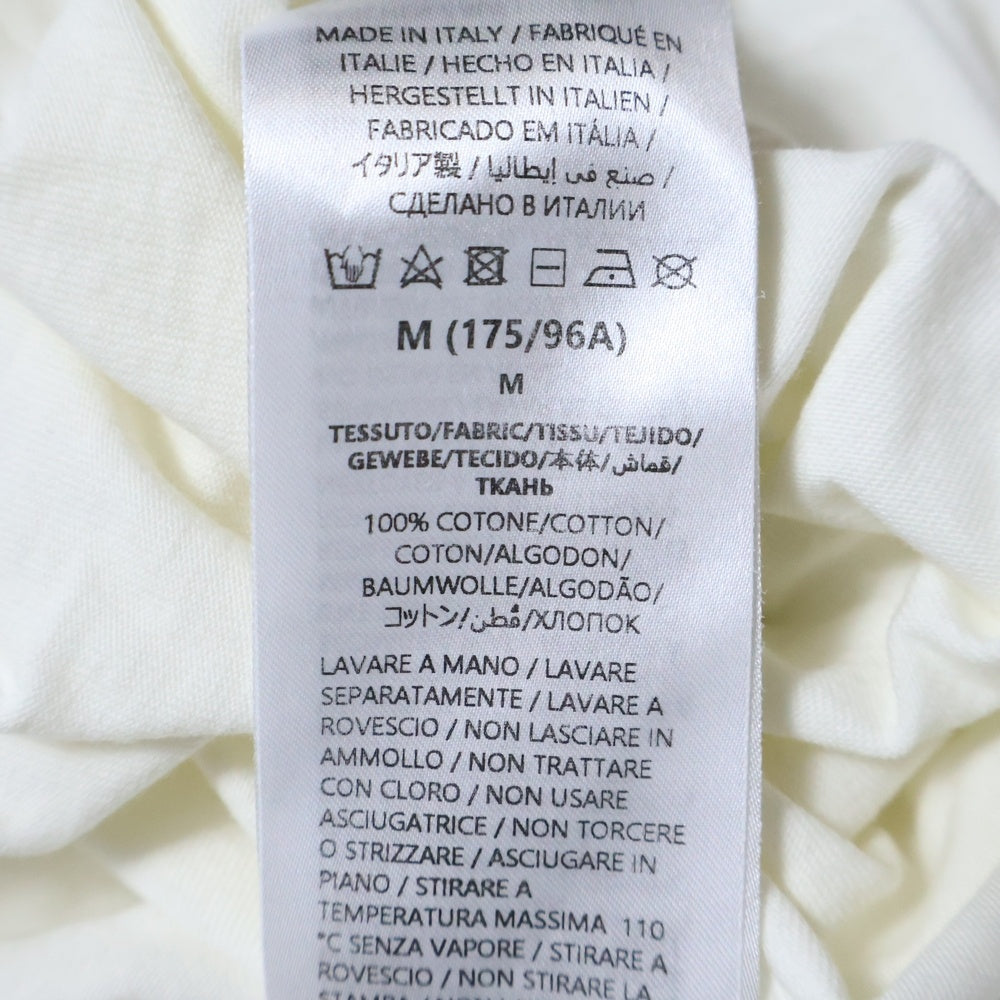 MADE IN ITALY / FABRIQUÉ EN
ITALIE / HECHO EN ITALIA /
HERGESTELLT IN ITALIEN /
FABRICADO EM ITÁLIA /
イタリア製 / صنع في إيطاليا /
СДЕЛАНО В ИТАЛИИ
M (175/96A)
M
TESSUTO/FABRIC/TISSU/TEJIDO/
GEWEBE/TECIDO/本体/قماش/
ТКАНЬ
100% COTONE/COTTON/
COTON/ALGODON/
BAUMWOLLE/ALGODÃO/
コットン/قُطن/ХЛОПОК
LAVARE A MANO / LAVARE
SEPARATAMENTE / LAVARE A
ROVESCIO / NON LASCIARE IN
AMMOLLO / NON TRATTARE
CON CLORO / NON USARE
ASCIUGATRICE / NON TORCERE
O STRIZZARE / ASCIUGARE IN
PIANO / STIRARE A
TEMPERATURA MASSIMA 110
°C SENZA VAPORE / STIRARE A
ROVESCIO / NON STIRARE LA